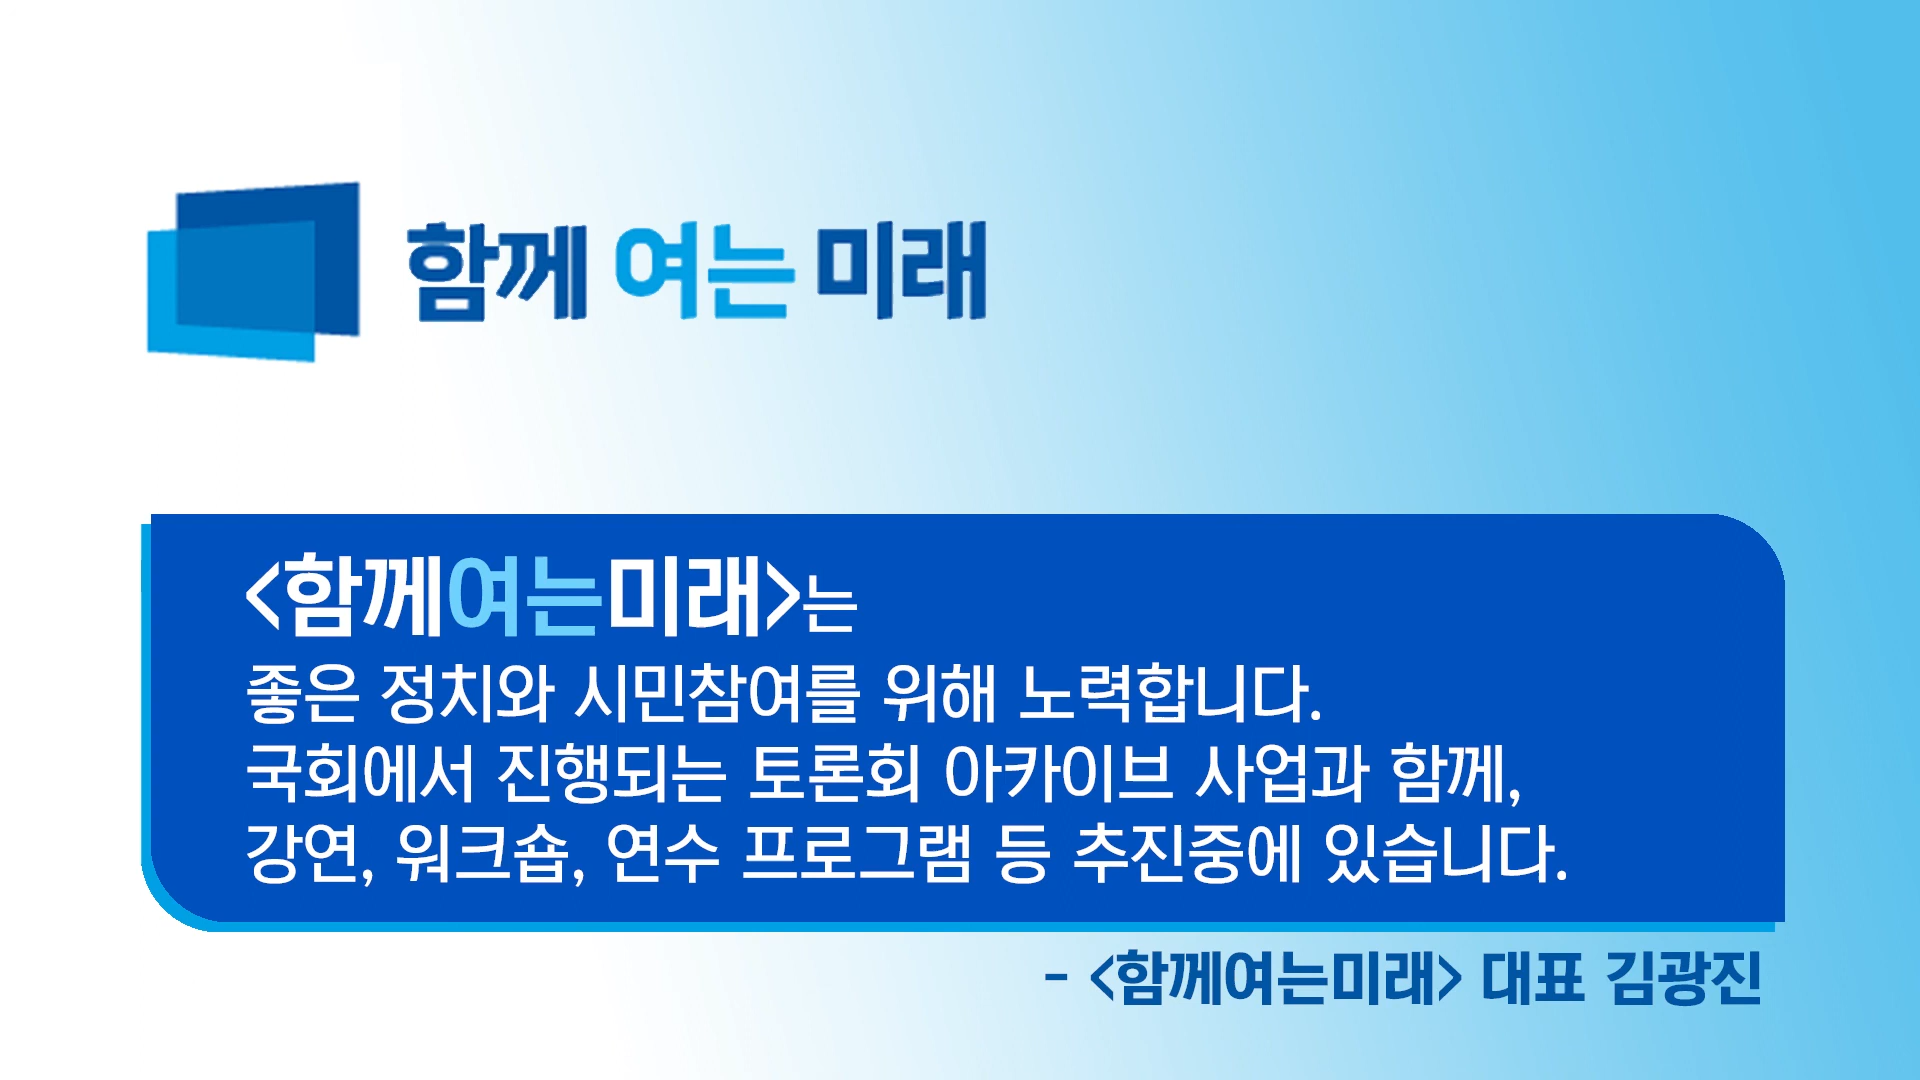 함께 여는 미래
<함께여는미래>는
좋은 정치와 시민참여를 위해 노력합니다.
국회에서 진행되는 토론회 아카이브 사업과 함께,
강연, 워크숍, 연수 프로그램 등 추진중에 있습니다.
- <함께여는미래> 대표 김광진